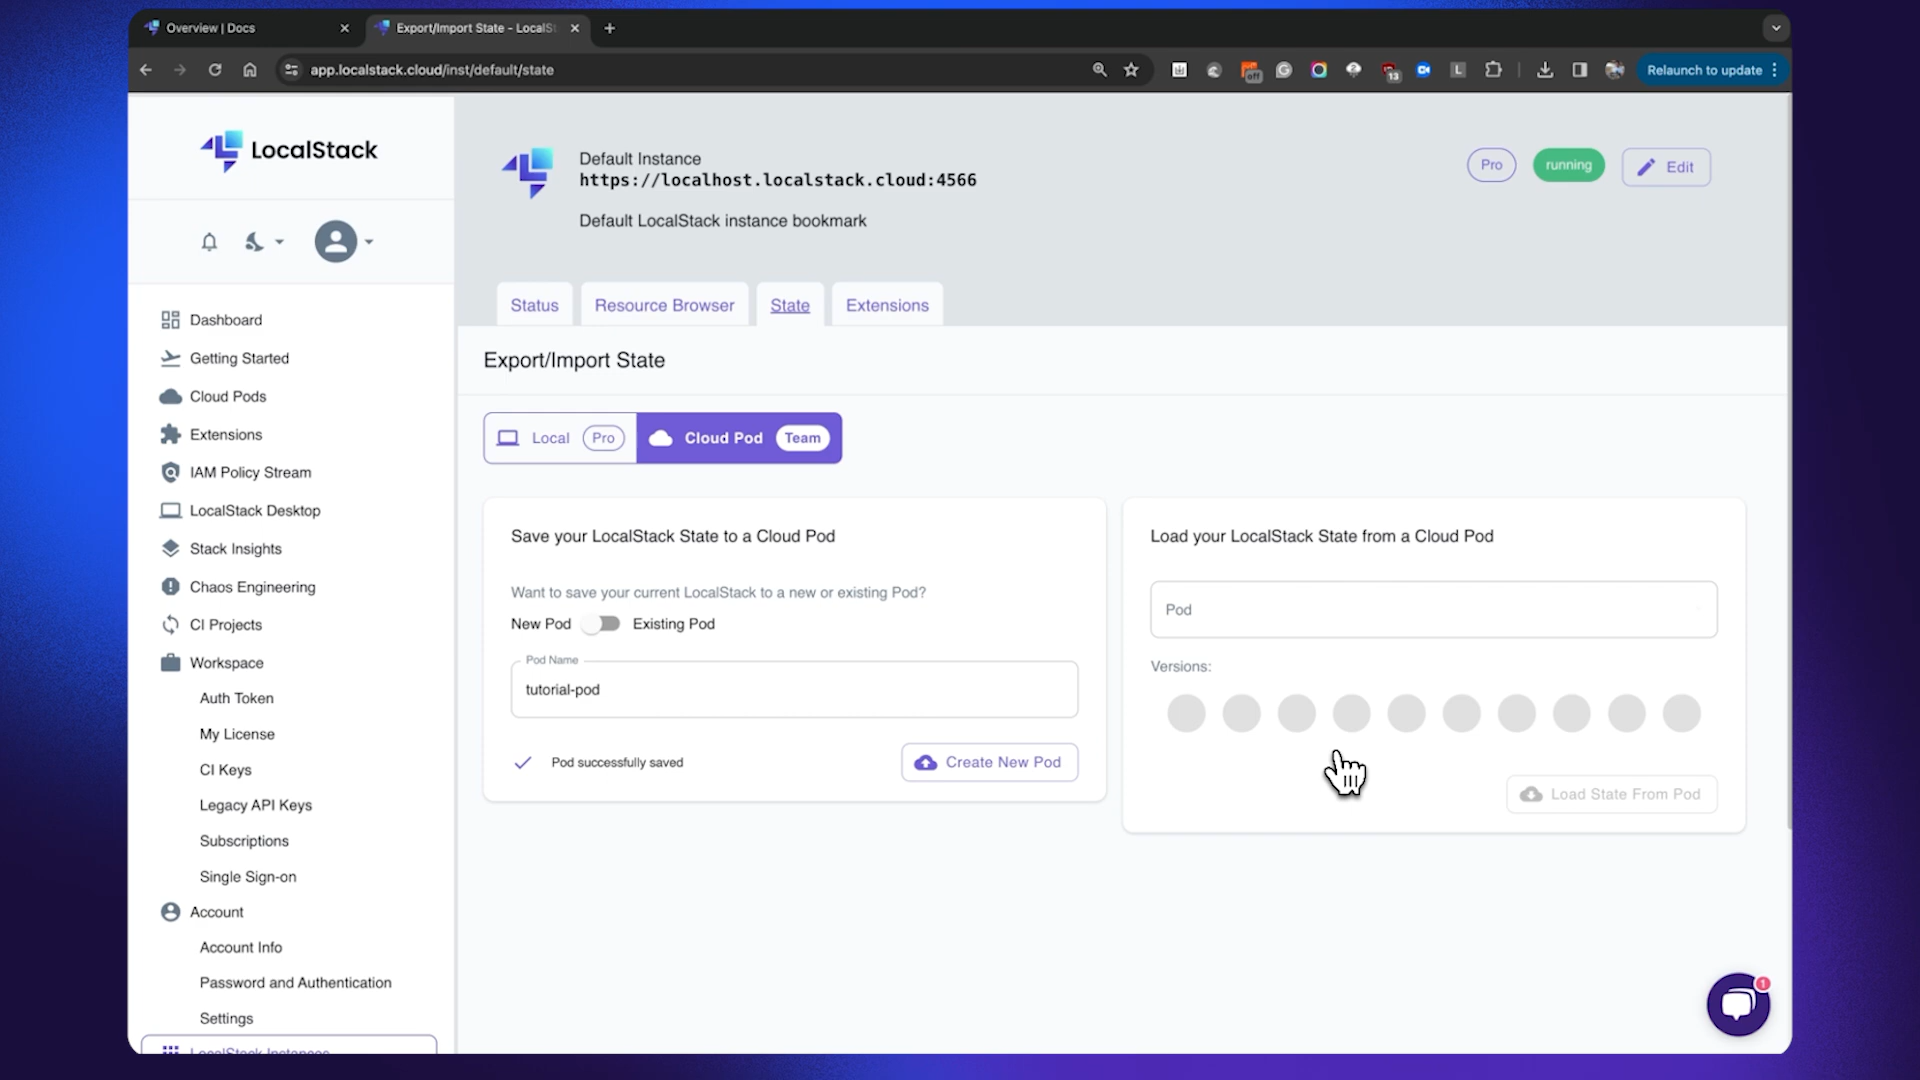 Overview | Docs
Export/Import State - LocalSt
app.localstack.cloud/inst/default/state
off
13
L
Relaunch to update
LocalStack
Default Instance
https://localhost.localstack.cloud:4566
Default LocalStack instance bookmark
Pro
running
Edit
Dashboard
Getting Started
Cloud Pods
Extensions
IAM Policy Stream
LocalStack Desktop
Stack Insights
Chaos Engineering
CI Projects
Workspace
Auth Token
My License
CI Keys
Legacy API Keys
Subscriptions
Single Sign-on
Account
Account Info
Password and Authentication
Settings
LocalStack Instances
Status
Resource Browser
State
Extensions
Export/Import State
Local
Pro
Cloud Pod
Team
Save your LocalStack State to a Cloud Pod
Want to save your current LocalStack to a new or existing Pod?
New Pod
Existing Pod
Pod Name
tutorial-pod
Pod successfully saved
Create New Pod
Load your LocalStack State from a Cloud Pod
Pod
Versions:
Load State From Pod
1